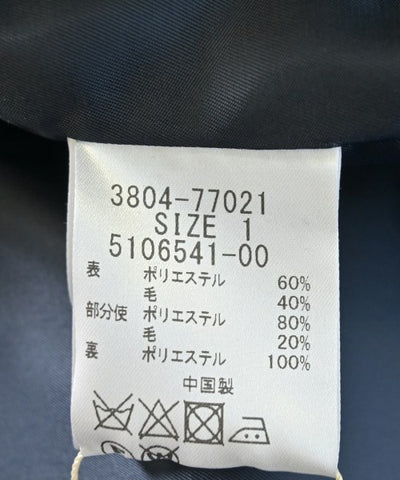 3804-77021
SIZE 1
5106541-00
表 ポリエステル 60%
毛 40%
部分使 ポリエステル 80%
毛 20%
裏 ポリエステル 100%
中国製